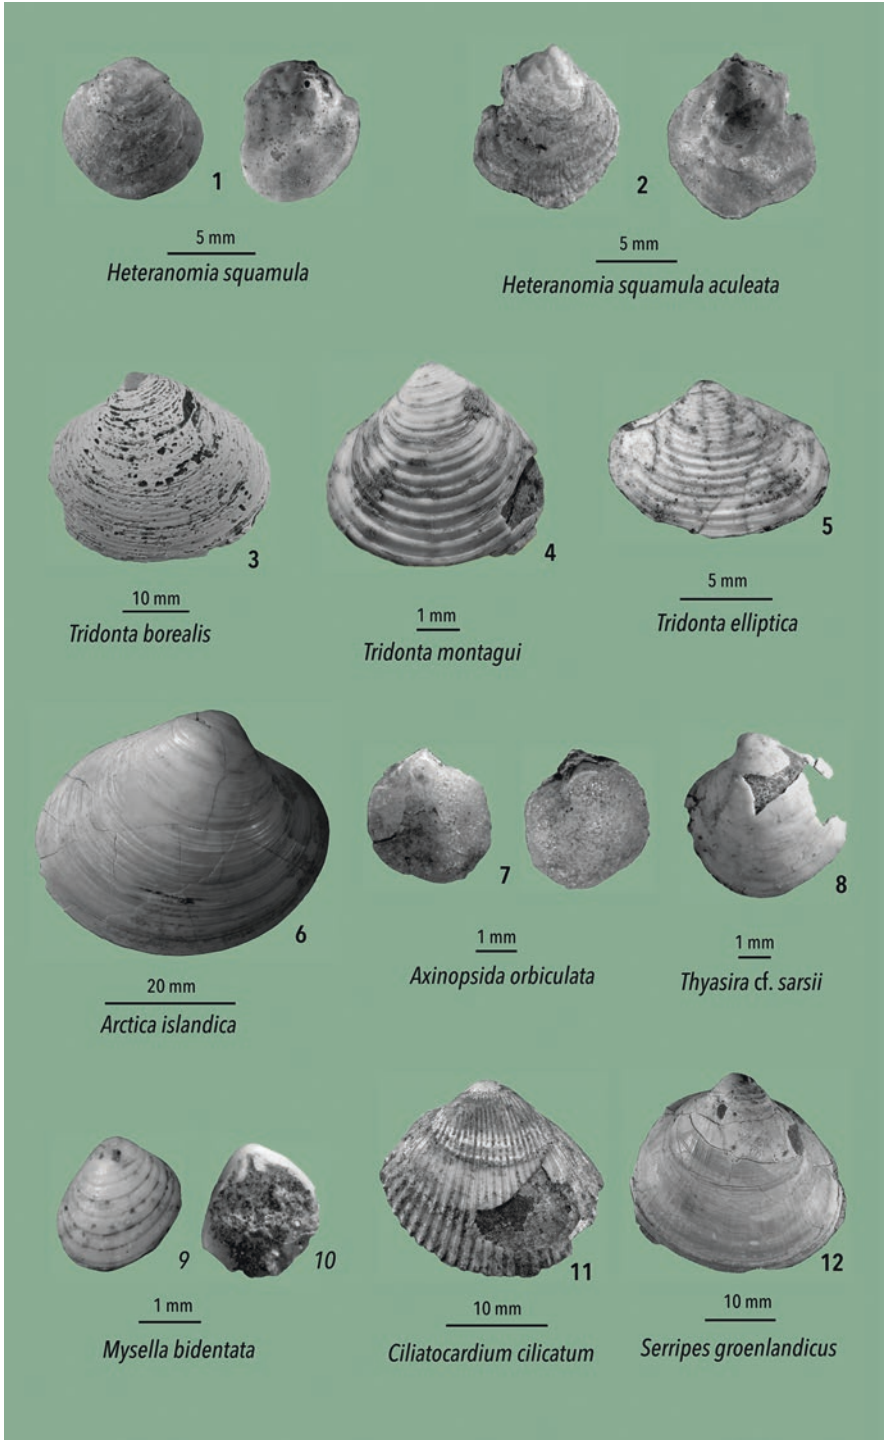 1
5 mm
Heteranomia squamula
2
5 mm
Heteranomia squamula aculeata
3
10 mm
Tridonta borealis
4
1 mm
Tridonta montagui
5
5 mm
Tridonta elliptica
6
20 mm
Arctica islandica
7
1 mm
Axinopsida orbiculata
8
1 mm
Thyasira cf. sarsii
9
10
1 mm
Mysella bidentata
11
10 mm
Ciliatocardium cilicatum
12
10 mm
Serripes groenlandicus